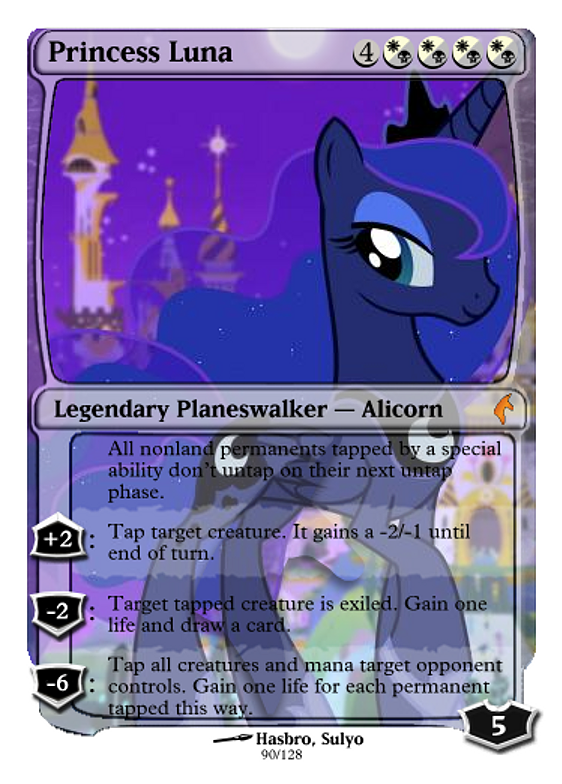 Princess Luna 4
Legendary Planeswalker — Alicorn
All nonland permanents tapped by a special
ability don't untap on their next untap
phase.
+2: Tap target creature. It gains a -2/-1 until
end of turn.
-2: Target tapped creature is exiled. Gain one
life and draw a card.
-6: Tap all creatures and mana target opponent
controls. Gain one life for each permanent
tapped this way.
5
Hasbro, Sulyo
90/128